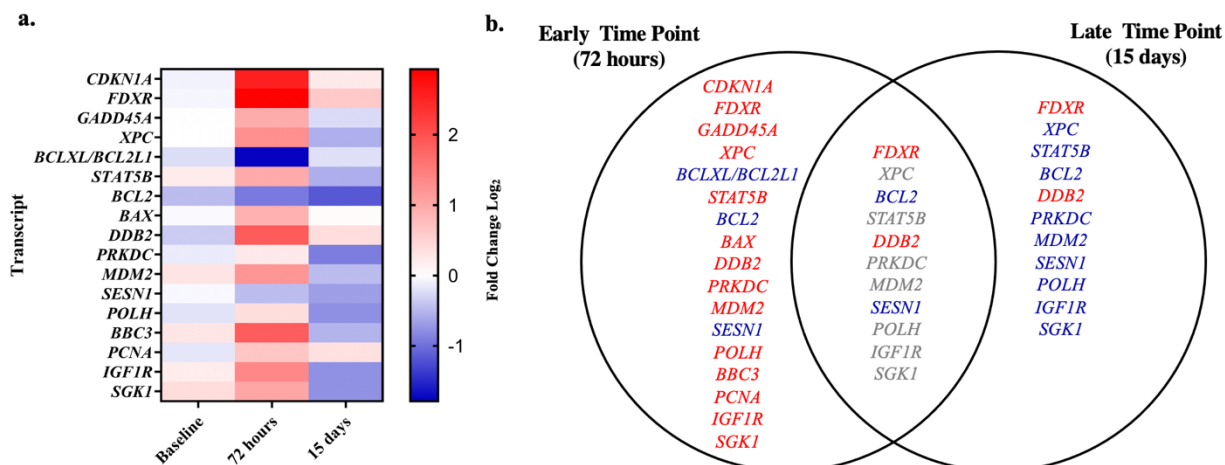 a.
Transcript
CDKN1A
FDXR
GADD45A
XPC
BCLXL/BCL2L1
STAT5B
BCL2
BAX
DDB2
PRKDC
MDM2
SESN1
POLH
BBC3
PCNA
IGF1R
SGK1
Baseline
72 hours
15 days
2
1
0
-1
Fold Change Log₂
b.
Early Time Point
(72 hours)
Late Time Point
(15 days)
CDKN1A
FDXR
GADD45A
XPC
BCLXL/BCL2L1
STAT5B
BCL2
BAX
DDB2
PRKDC
MDM2
SESN1
POLH
BBC3
PCNA
IGF1R
SGK1
FDXR
XPC
BCL2
STAT5B
DDB2
PRKDC
MDM2
SESN1
POLH
IGF1R
SGK1
FDXR
XPC
STAT5B
BCL2
DDB2
PRKDC
MDM2
SESN1
POLH
IGF1R
SGK1